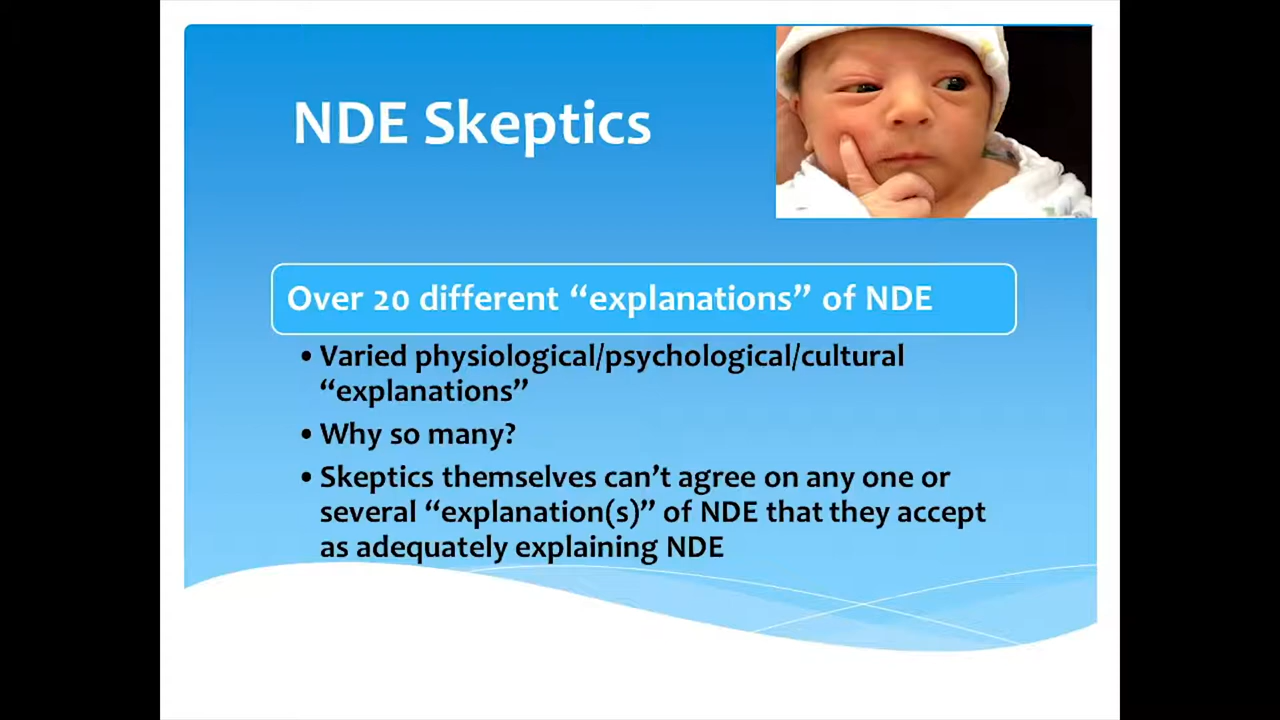 NDE Skeptics
Over 20 different “explanations” of NDE
• Varied physiological/psychological/cultural
“explanations”
• Why so many?
• Skeptics themselves can’t agree on any one or
several “explanation(s)” of NDE that they accept
as adequately explaining NDE